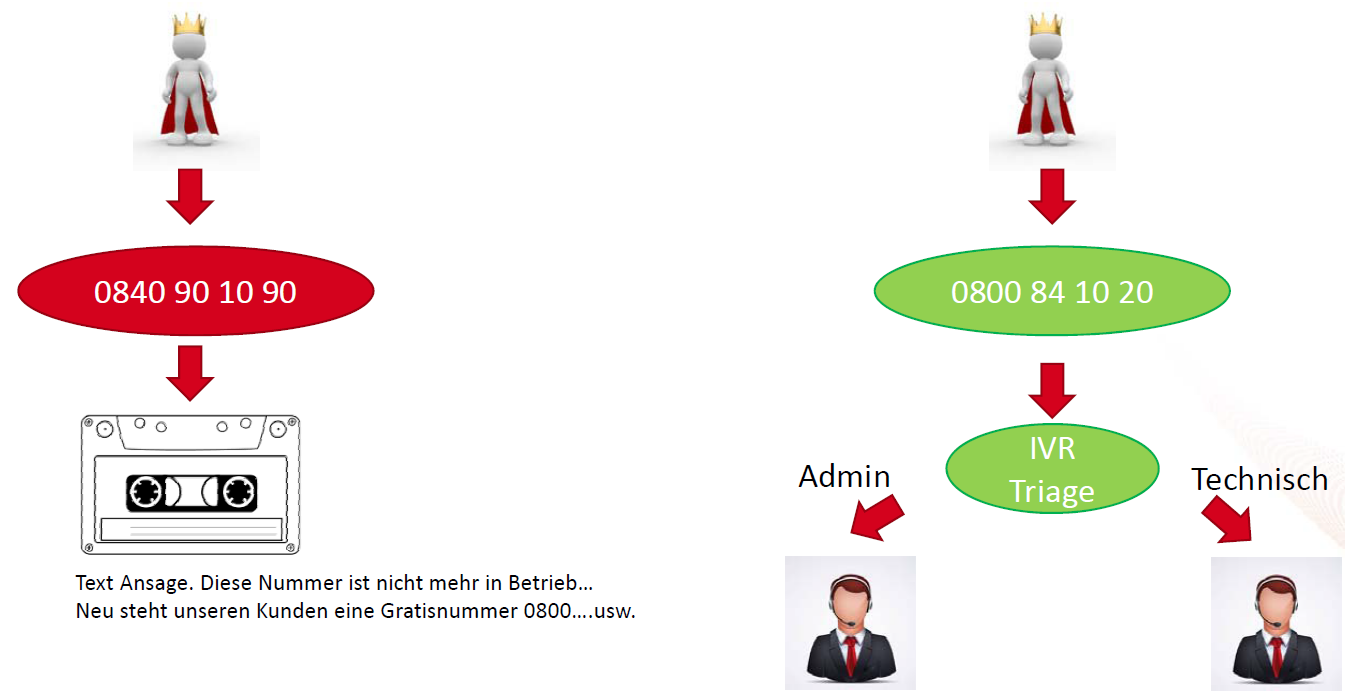 0840 90 10 90
Text Ansage. Diese Nummer ist nicht mehr in Betrieb...
Neu steht unseren Kunden eine Gratisnummer 0800....usw.
0800 84 10 20
IVR
Triage
Admin
Technisch